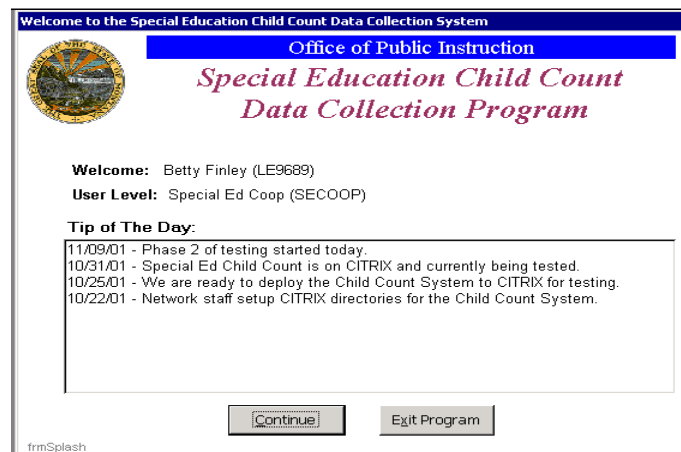 Welcome to the Special Education Child Count Data Collection System
Office of Public Instruction
Special Education Child Count
Data Collection Program
Welcome: Betty Finley (LE9689)
User Level: Special Ed Coop (SECOOP)
Tip of The Day:
11/09/01 - Phase 2 of testing started today.
10/31/01 - Special Ed Child Count is on CITRIX and currently being tested.
10/25/01 - We are ready to deploy the Child Count System to CITRIX for testing.
10/22/01 - Network staff setup CITRIX directories for the Child Count System.
Continue
Exit Program
frmSplash